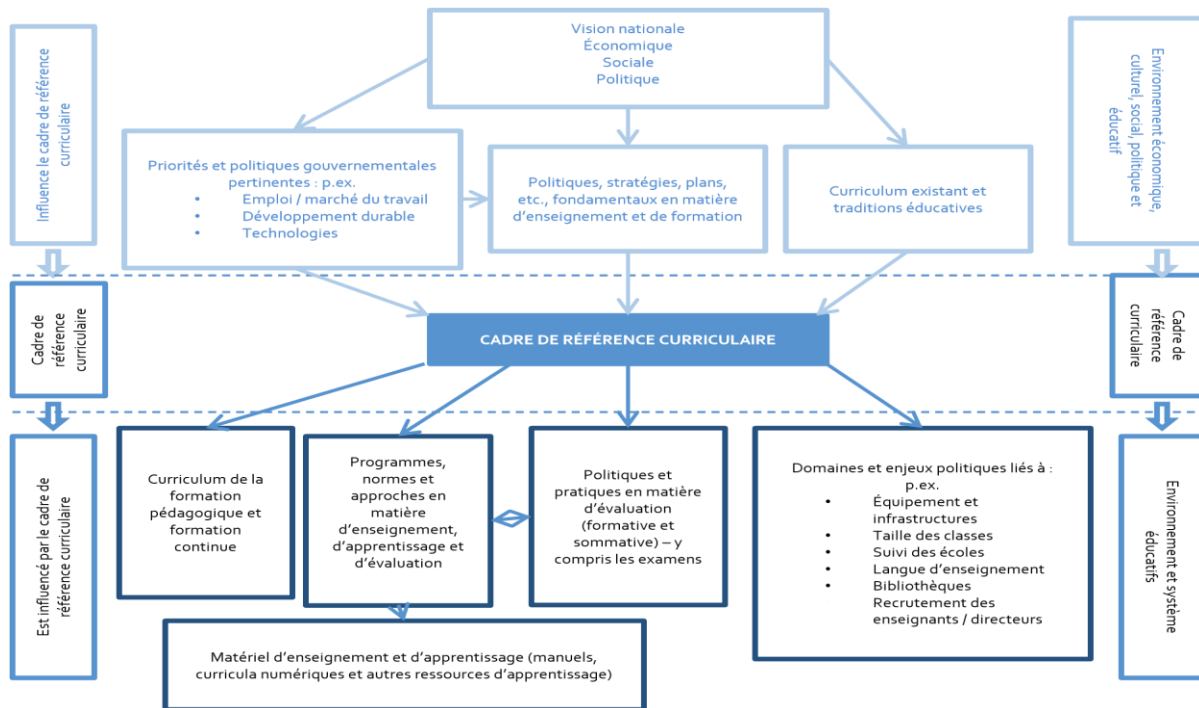 Vision nationale
Économique
Sociale
Politique
Influence le cadre de référence
curriculaire
Environnement économique,
culturel, social, politique et
éducatif
Priorités et politiques gouvernementales
pertinentes : p.ex.
• Emploi / marché du travail
• Développement durable
• Technologies
Politiques, stratégies, plans,
etc., fondamentaux en matière
d'enseignement et de formation
Curriculum existant et
traditions éducatives
Cadre de
référence
curriculaire
CADRE DE RÉFÉRENCE CURRICULAIRE
Cadre de
référence
curriculaire
Est influencé par le cadre de
référence curriculaire
Curriculum de la
formation
pédagogique et
formation
continue
Programmes,
normes et
approches en
matière
d'enseignement,
d'apprentissage et
d'évaluation
Politiques et
pratiques en matière
d'évaluation
(formative et
sommative) – y
compris les examens
Domaines et enjeux politiques liés à :
p.ex.
• Équipement et
infrastructures
• Taille des classes
• Suivi des écoles
• Langue d'enseignement
• Bibliothèques
Recrutement des
enseignants / directeurs
Environnement et système
éducatifs
Matériel d'enseignement et d'apprentissage (manuels,
curricula numériques et autres ressources d'apprentissage)